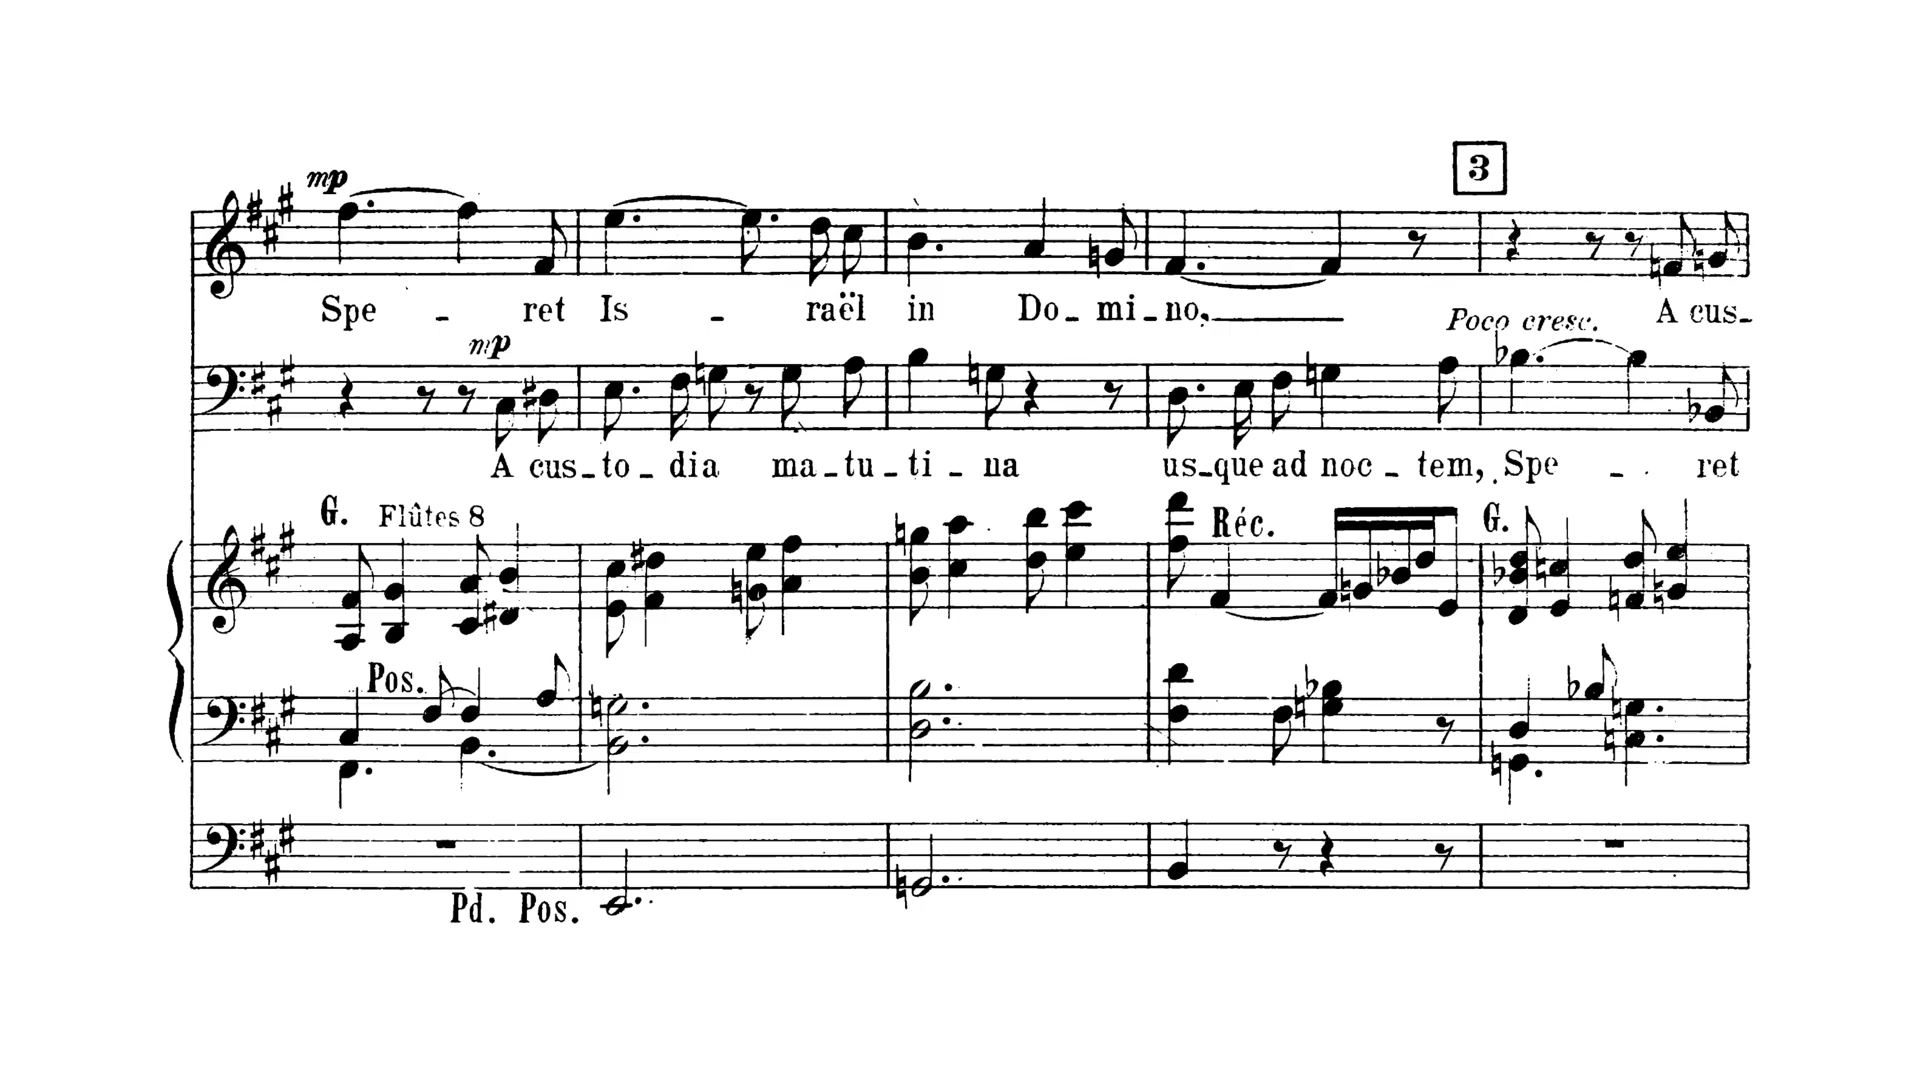 3
mp
Spe - ret Is - raël in Do - mi - no, A cus -
Poco cresc.
mp
A cus - to - dia ma - tu - ti - na us - que ad noc - tem, Spe - ret
G. Flûtes 8 Réc. G.
Pos.
Pd. Pos.